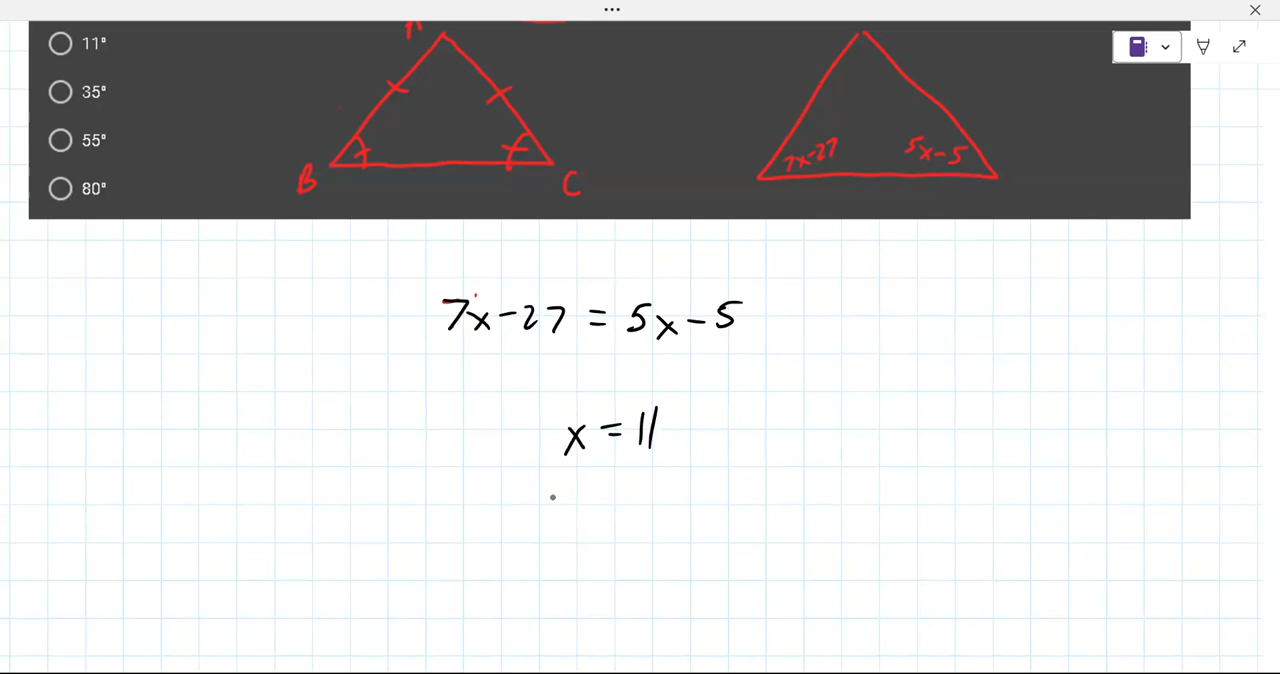 11°
35°
55°
80°
A
B
C
7x-27
5x-5
7x-27 = 5x-5
x = 11